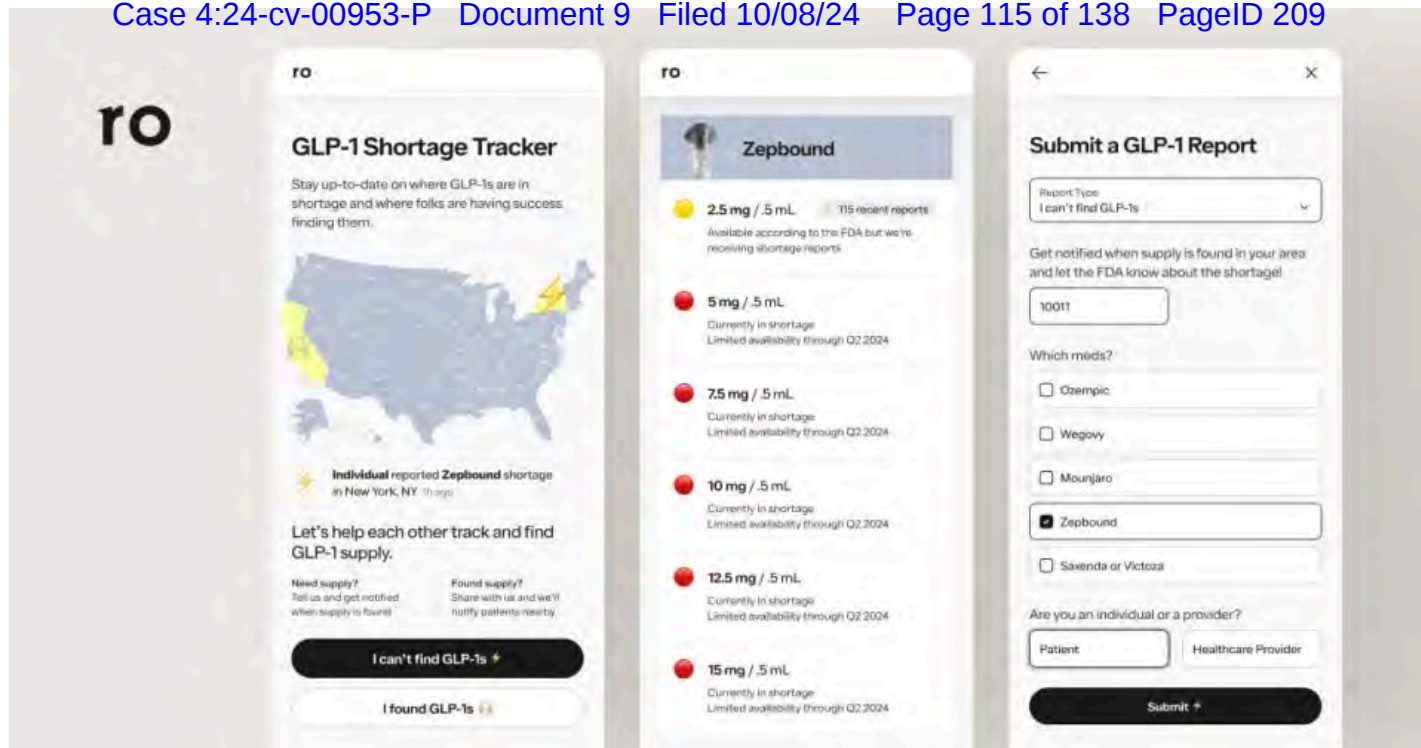 Case 4:24-cv-00953-P Document 9 Filed 10/08/24 Page 115 of 138 PageID 209
ro
ro
GLP-1 Shortage Tracker
Stay up-to-date on where GLP-1s are in
shortage and where folks are having success
finding them.
Individual reported Zepbound shortage
in New York, NY 1h ago
Let's help each other track and find
GLP-1 supply.
Need supply?
Tell us and get notified
when supply is found
Found supply?
Share with us and we'll
notify patients nearby
I can't find GLP-1s
I found GLP-1s
ro
Zepbound
2.5 mg / .5 mL 115 recent reports
Available according to the FDA but we're
receiving shortage reports
5 mg / .5 mL
Currently in shortage
Limited availability through Q2 2024
7.5 mg / .5 mL
Currently in shortage
Limited availability through Q2 2024
10 mg / .5 mL
Currently in shortage
Limited availability through Q2 2024
12.5 mg / .5 mL
Currently in shortage
Limited availability through Q2 2024
15 mg / .5 mL
Currently in shortage
Limited availability through Q2 2024
Submit a GLP-1 Report
Report Type
I can't find GLP-1s
Get notified when supply is found in your area
and let the FDA know about the shortage!
10011
Which meds?
Ozempic
Wegovy
Mounjaro
Zepbound
Saxenda or Victoza
Are you an individual or a provider?
Patient
Healthcare Provider
Submit